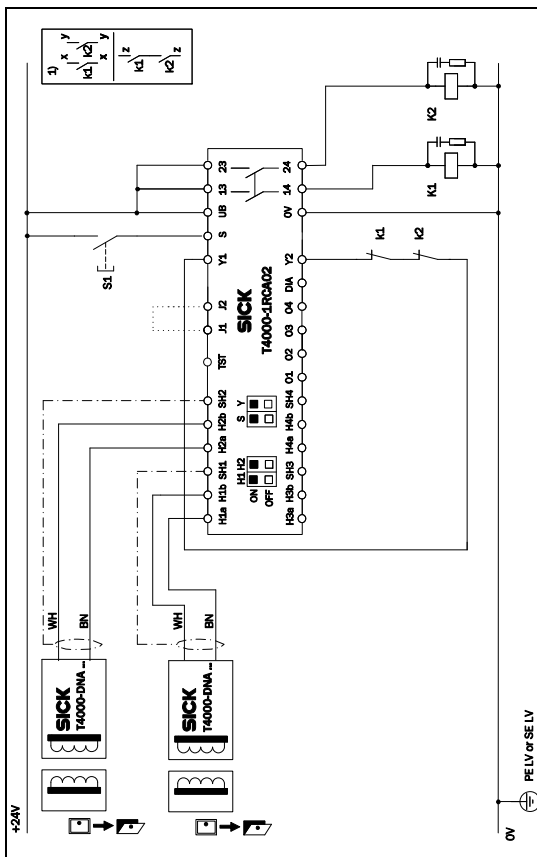 +24V
1)
x y
k1 k2
x y
z k1
k2 z
SICK
T4000-DNA ...
WH
BN
S1
SICK
T4000-DNA ...
WH
BN
H1a H1b SH1 H2a H2b SH2 TST J1 J2 Y1 S UB 13 23
H1 H2
ON
OFF
S Y
SICK
T4000-1RCA02
H3a H3b SH3 H4a H4b SH4 O1 O2 O3 O4 DIA Y2 0V 14 24
k1 k2
K1 K2
0V
PE LV or SE LV